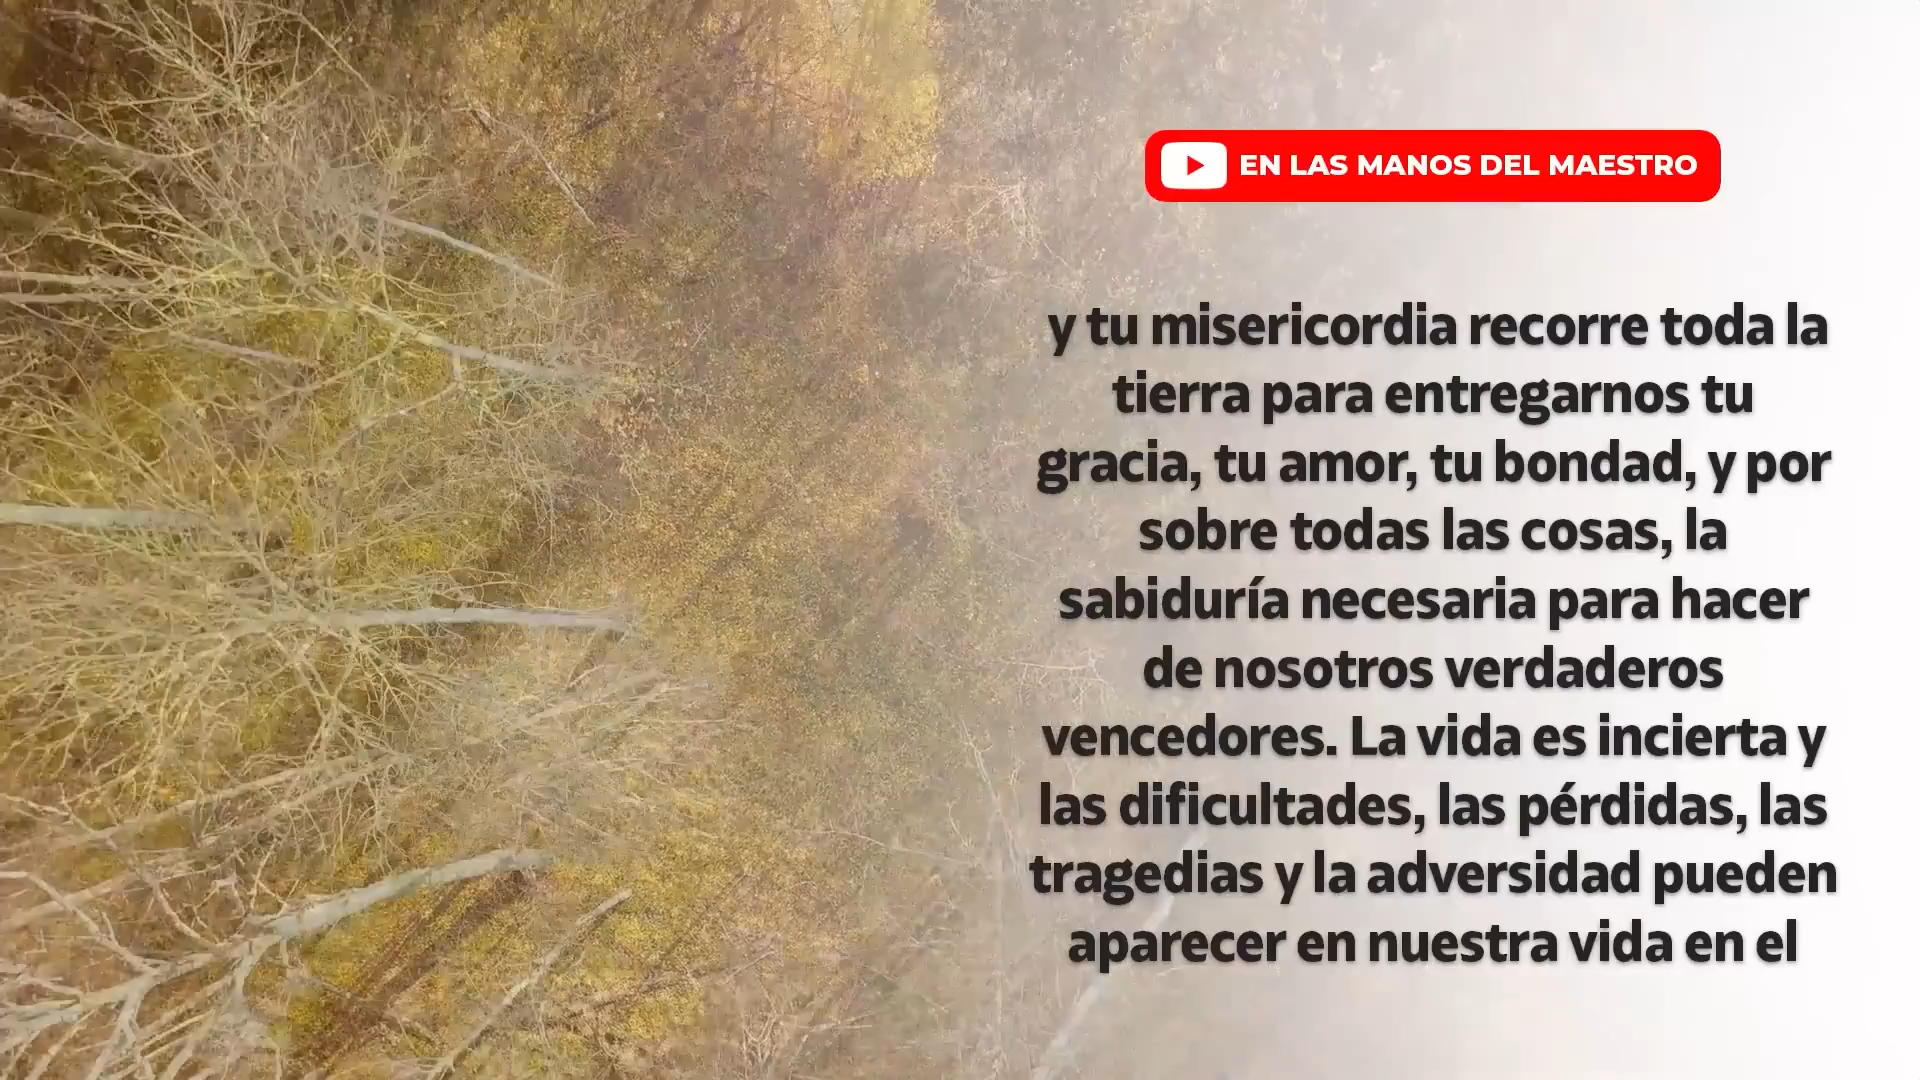 EN LAS MANOS DEL MAESTRO
y tu misericordia recorre toda la
tierra para entregarnos tu
gracia, tu amor, tu bondad, y por
sobre todas las cosas, la
sabiduría necesaria para hacer
de nosotros verdaderos
vencedores. La vida es incierta y
las dificultades, las pérdidas, las
tragedias y la adversidad pueden
aparecer en nuestra vida en el